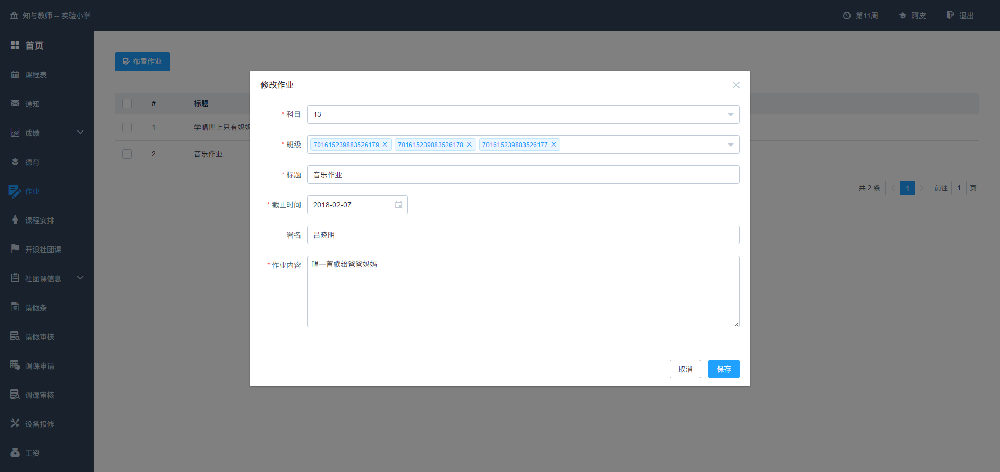 知与教师 -- 实验小学
第11周
阿皮
退出
首页
课程表
通知
成绩
德育
作业
课程安排
开设社团课
社团课信息
请假条
请假审核
调课申请
调课审核
设备报修
工资
布置作业
# 标题
1 学唱世上只有妈妈
2 音乐作业
共 2 条 1 前往 1 页
修改作业
* 科目 13
* 班级 701615239883526179 701615239883526178 701615239883526177
* 标题 音乐作业
* 截止时间 2018-02-07
署名 吕晓明
* 作业内容 唱一首歌给爸爸妈妈
取消 保存